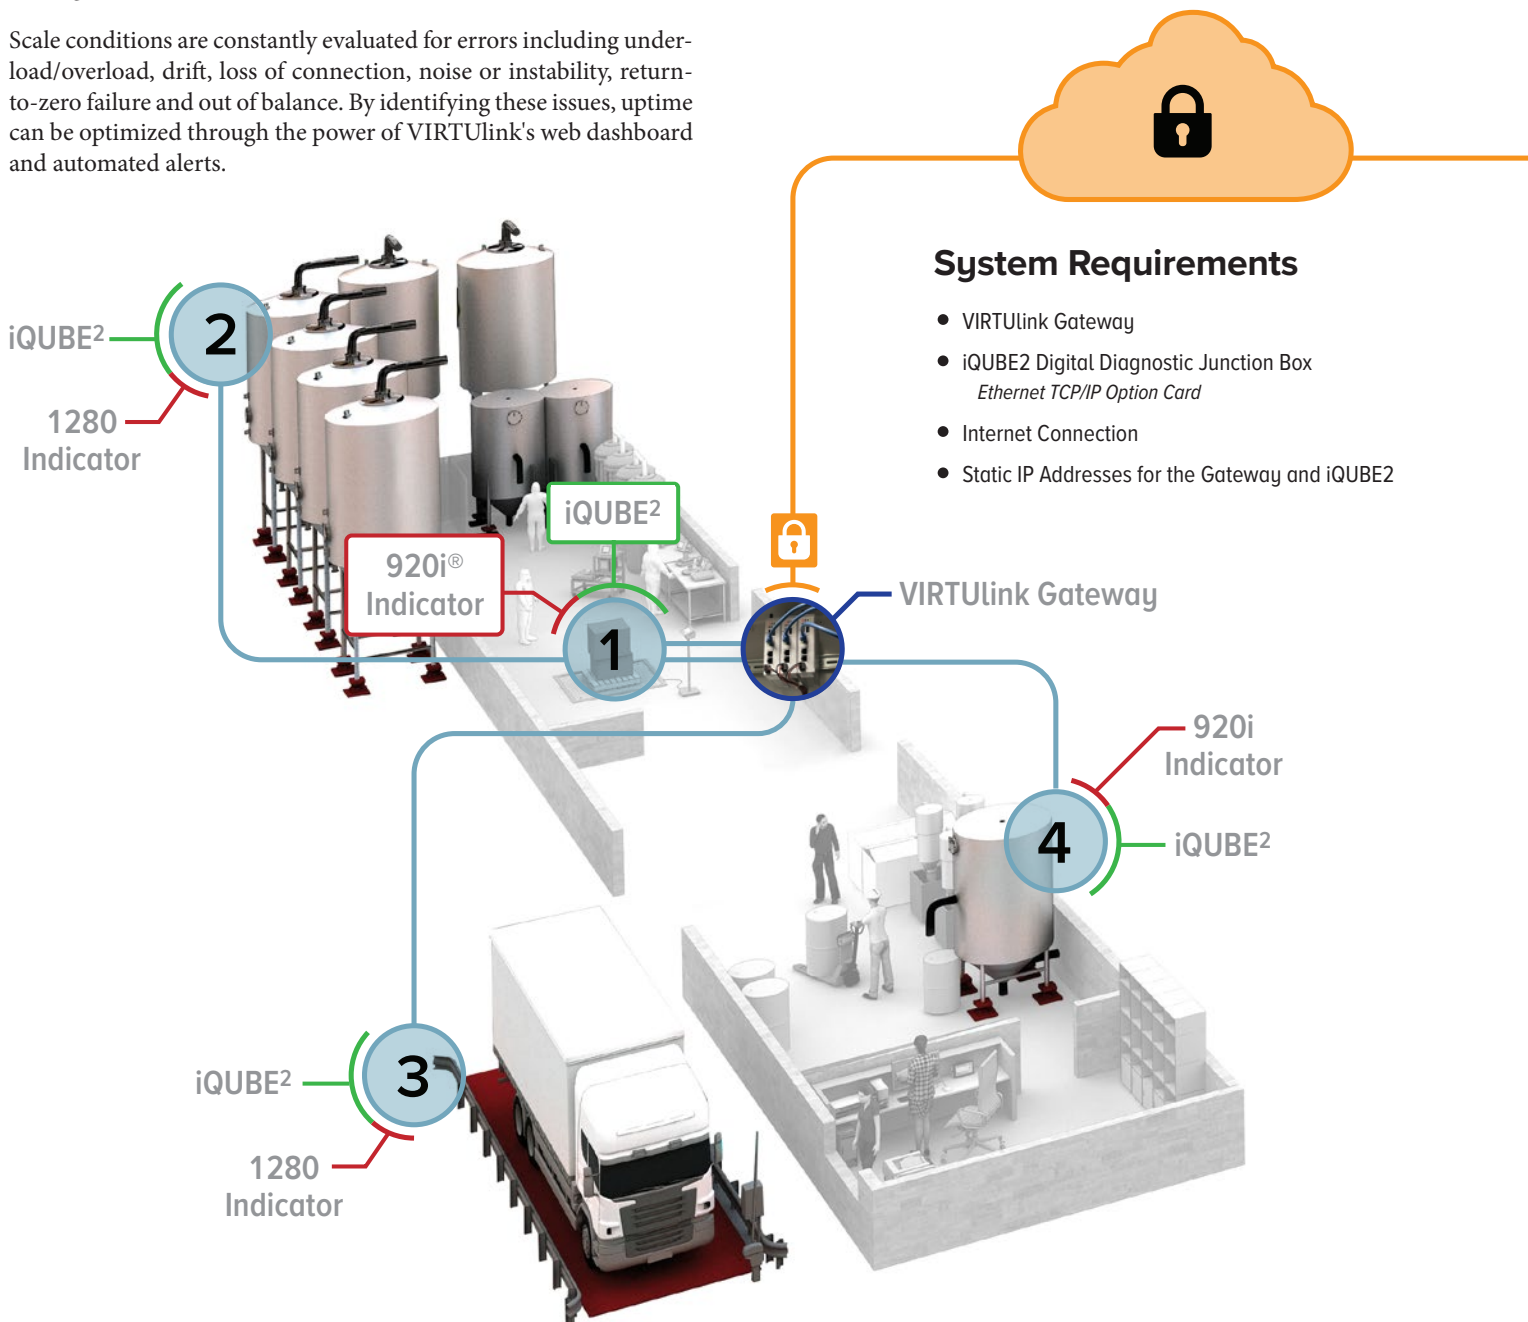 Scale conditions are constantly evaluated for errors including under-
load/overload, drift, loss of connection, noise or instability, return-
to-zero failure and out of balance. By identifying these issues, uptime
can be optimized through the power of VIRTUlink's web dashboard
and automated alerts.
System Requirements
• VIRTUlink Gateway
• iQUBE2 Digital Diagnostic Junction Box
Ethernet TCP/IP Option Card
• Internet Connection
• Static IP Addresses for the Gateway and iQUBE2
2
iQUBE²
1280
Indicator
iQUBE²
920i®
Indicator
1
VIRTUlink Gateway
920i
Indicator
4
iQUBE²
3
iQUBE²
1280
Indicator